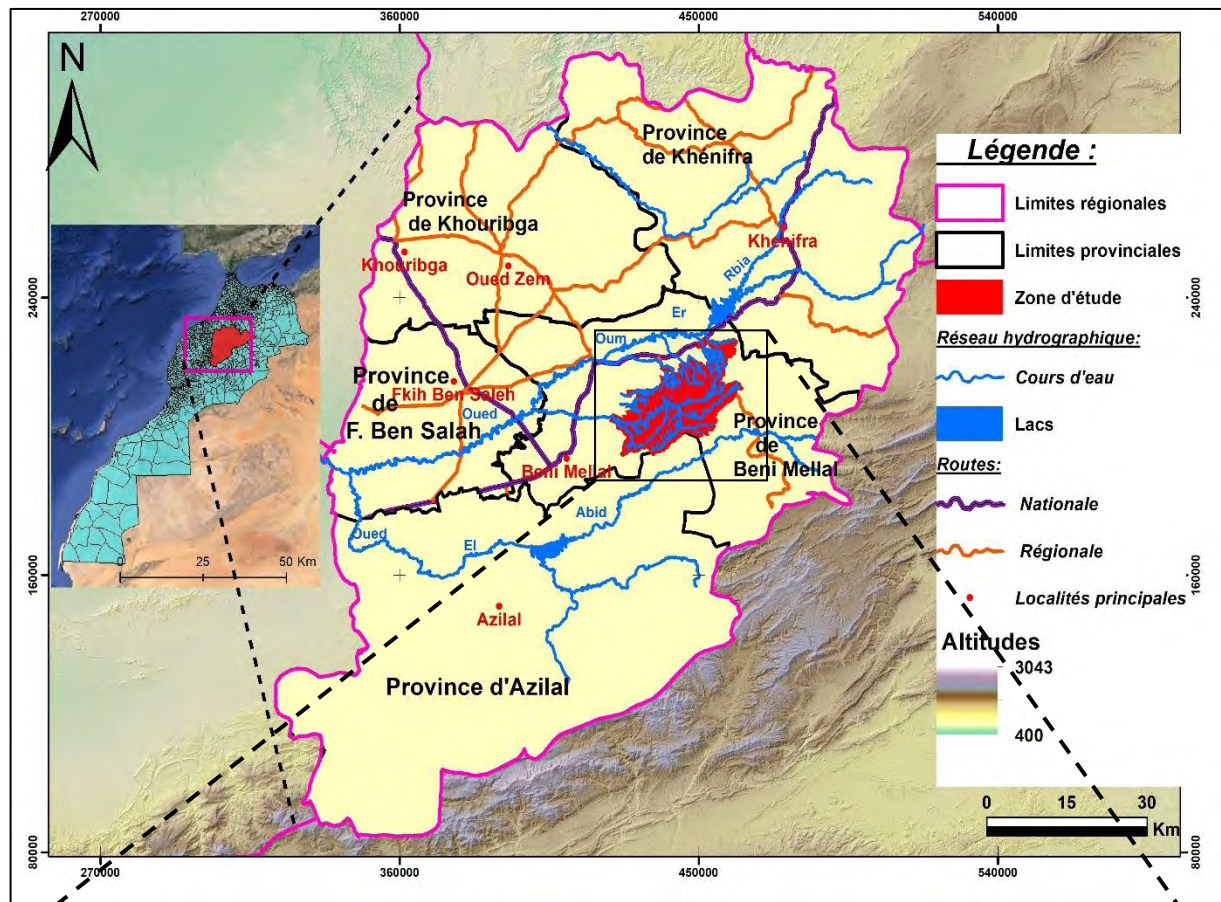 270000 360000 450000 540000
N
Province
de Khénifra
Province
de Khouribga
Khouribga
Oued Zem
Khenifra
Rbia
Er
Oum
Province
de
F. Ben Salah
Fkih Ben Saleh
Oued
Beni Mellal
Province
de
Beni Mellal
Abid
El
Oued
Azilal
Province d'Azilal
0 25 50 Km
Légende :
Limites régionales
Limites provinciales
Zone d'étude
Réseau hydrographique:
Cours d'eau
Lacs
Routes:
Nationale
Régionale
Localités principales
Altitudes
3043
400
0 15 30
Km
240000
160000
80000
240000
160000
80000
270000 360000 450000 540000